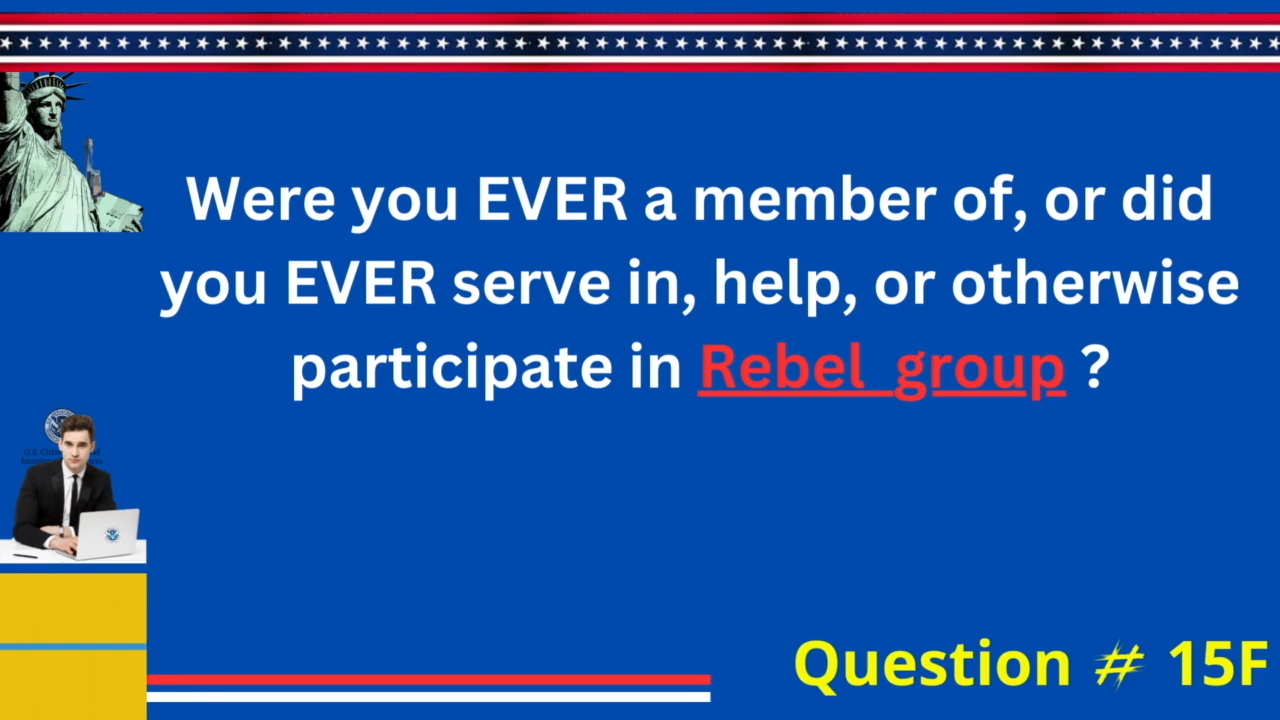 Were you EVER a member of, or did
you EVER serve in, help, or otherwise
participate in Rebel group ?
Question # 15F